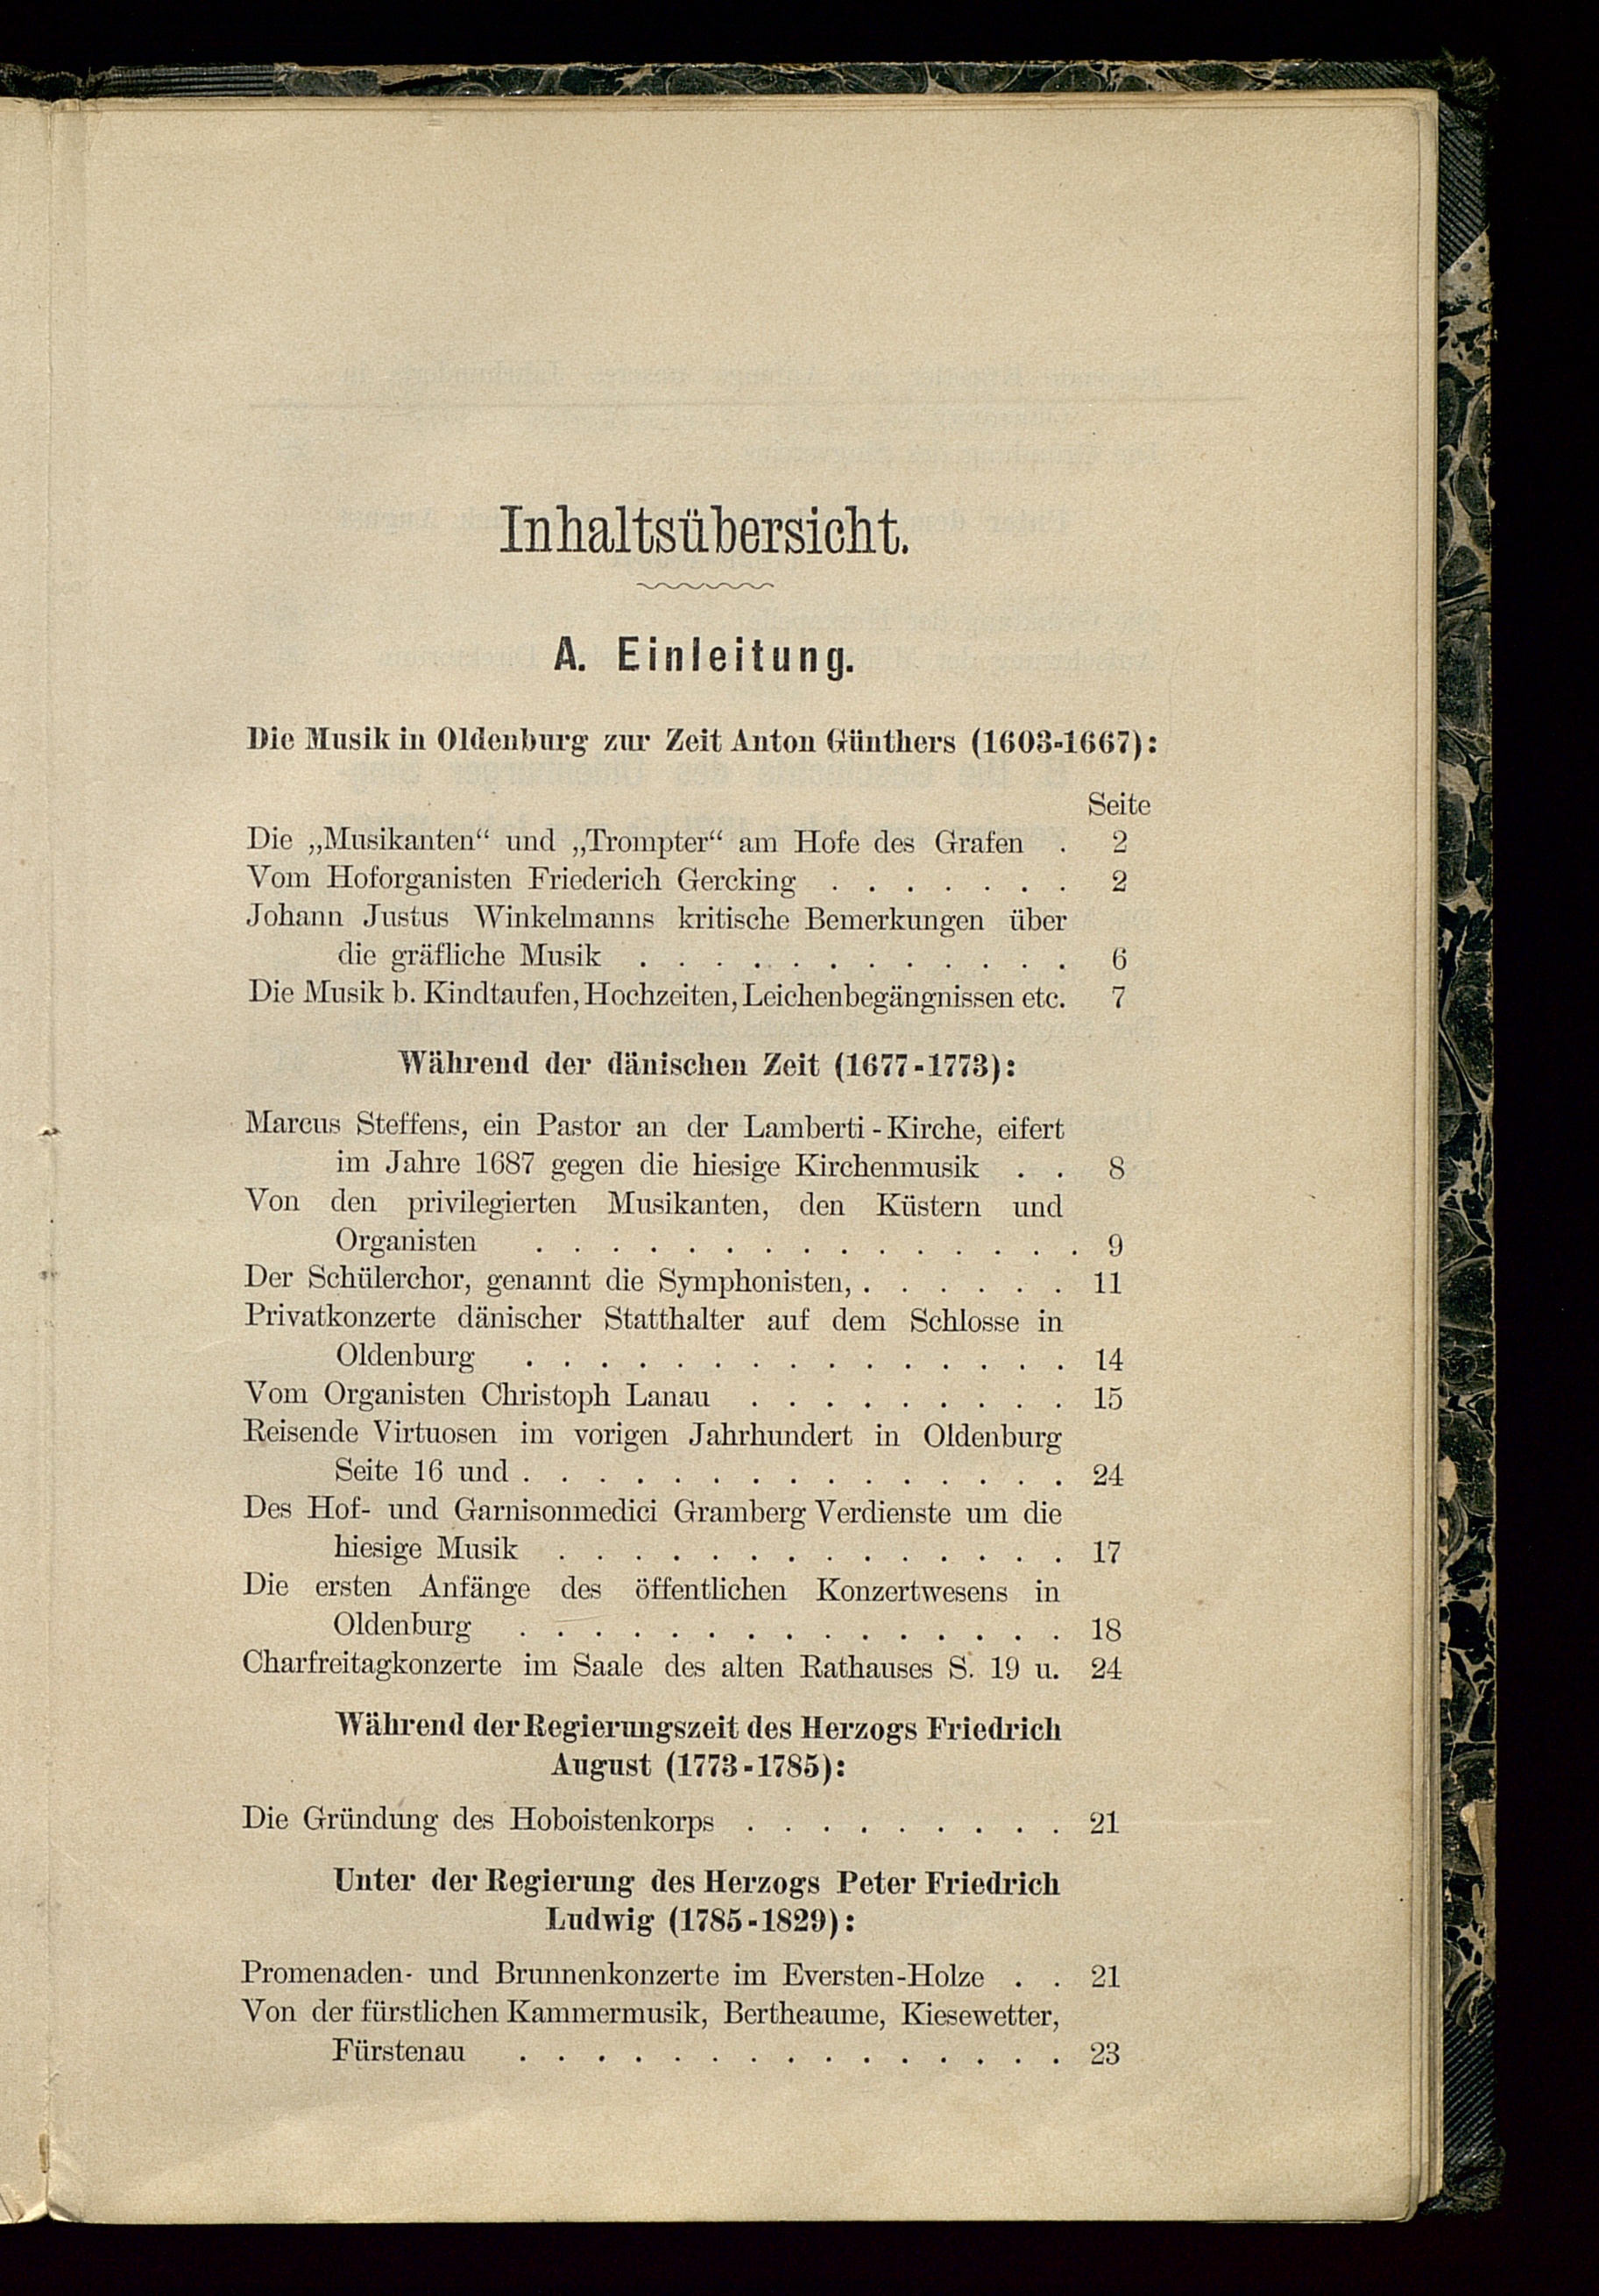 Inhaltsübersicht.
A. Einleitung.
Die Musik in Oldenburg zur Zeit Anton Günthers (1603-1667):
Seite
Die „Musikanten“ und „Trompter“ am Hofe des Grafen . 2
Vom Hoforganisten Friederich Gercking . . . . . . . 2
Johann Justus Winkelmanns kritische Bemerkungen über
die gräfliche Musik . . . . . . . . . . . . 6
Die Musik b. Kindtaufen, Hochzeiten, Leichenbegängnissen etc. 7
Während der dänischen Zeit (1677-1773):
Marcus Steffens, ein Pastor an der Lamberti-Kirche, eifert
im Jahre 1687 gegen die hiesige Kirchenmusik . . 8
Von den privilegierten Musikanten, den Küstern und
Organisten . . . . . . . . . . . . . . . 9
Der Schülerchor, genannt die Symphonisten, . . . . . . 11
Privatkonzerte dänischer Statthalter auf dem Schlosse in
Oldenburg . . . . . . . . . . . . . . . 14
Vom Organisten Christoph Lanau . . . . . . . . . 15
Reisende Virtuosen im vorigen Jahrhundert in Oldenburg
Seite 16 und . . . . . . . . . . . . . . . 24
Des Hof- und Garnisonmedici Gramberg Verdienste um die
hiesige Musik . . . . . . . . . . . . . . 17
Die ersten Anfänge des öffentlichen Konzertwesens in
Oldenburg . . . . . . . . . . . . . . . 18
Charfreitagkonzerte im Saale des alten Rathauses S. 19 u. 24
Während der Regierungszeit des Herzogs Friedrich
August (1773-1785):
Die Gründung des Hoboistenkorps . . . . . . . . . 21
Unter der Regierung des Herzogs Peter Friedrich
Ludwig (1785-1829):
Promenaden- und Brunnenkonzerte im Eversten-Holze . . 21
Von der fürstlichen Kammermusik, Bertheaume, Kiesewetter,
Fürstenau . . . . . . . . . . . . . . . 23